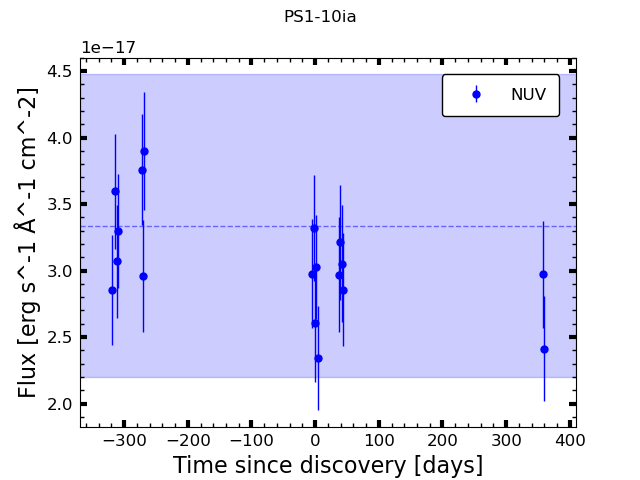 PS1-10ia
1e−17
4.5
4.0
3.5
3.0
2.5
2.0
Flux [erg s^-1 Å^-1 cm^-2]
NUV
−300 −200 −100 0 100 200 300 400
Time since discovery [days]